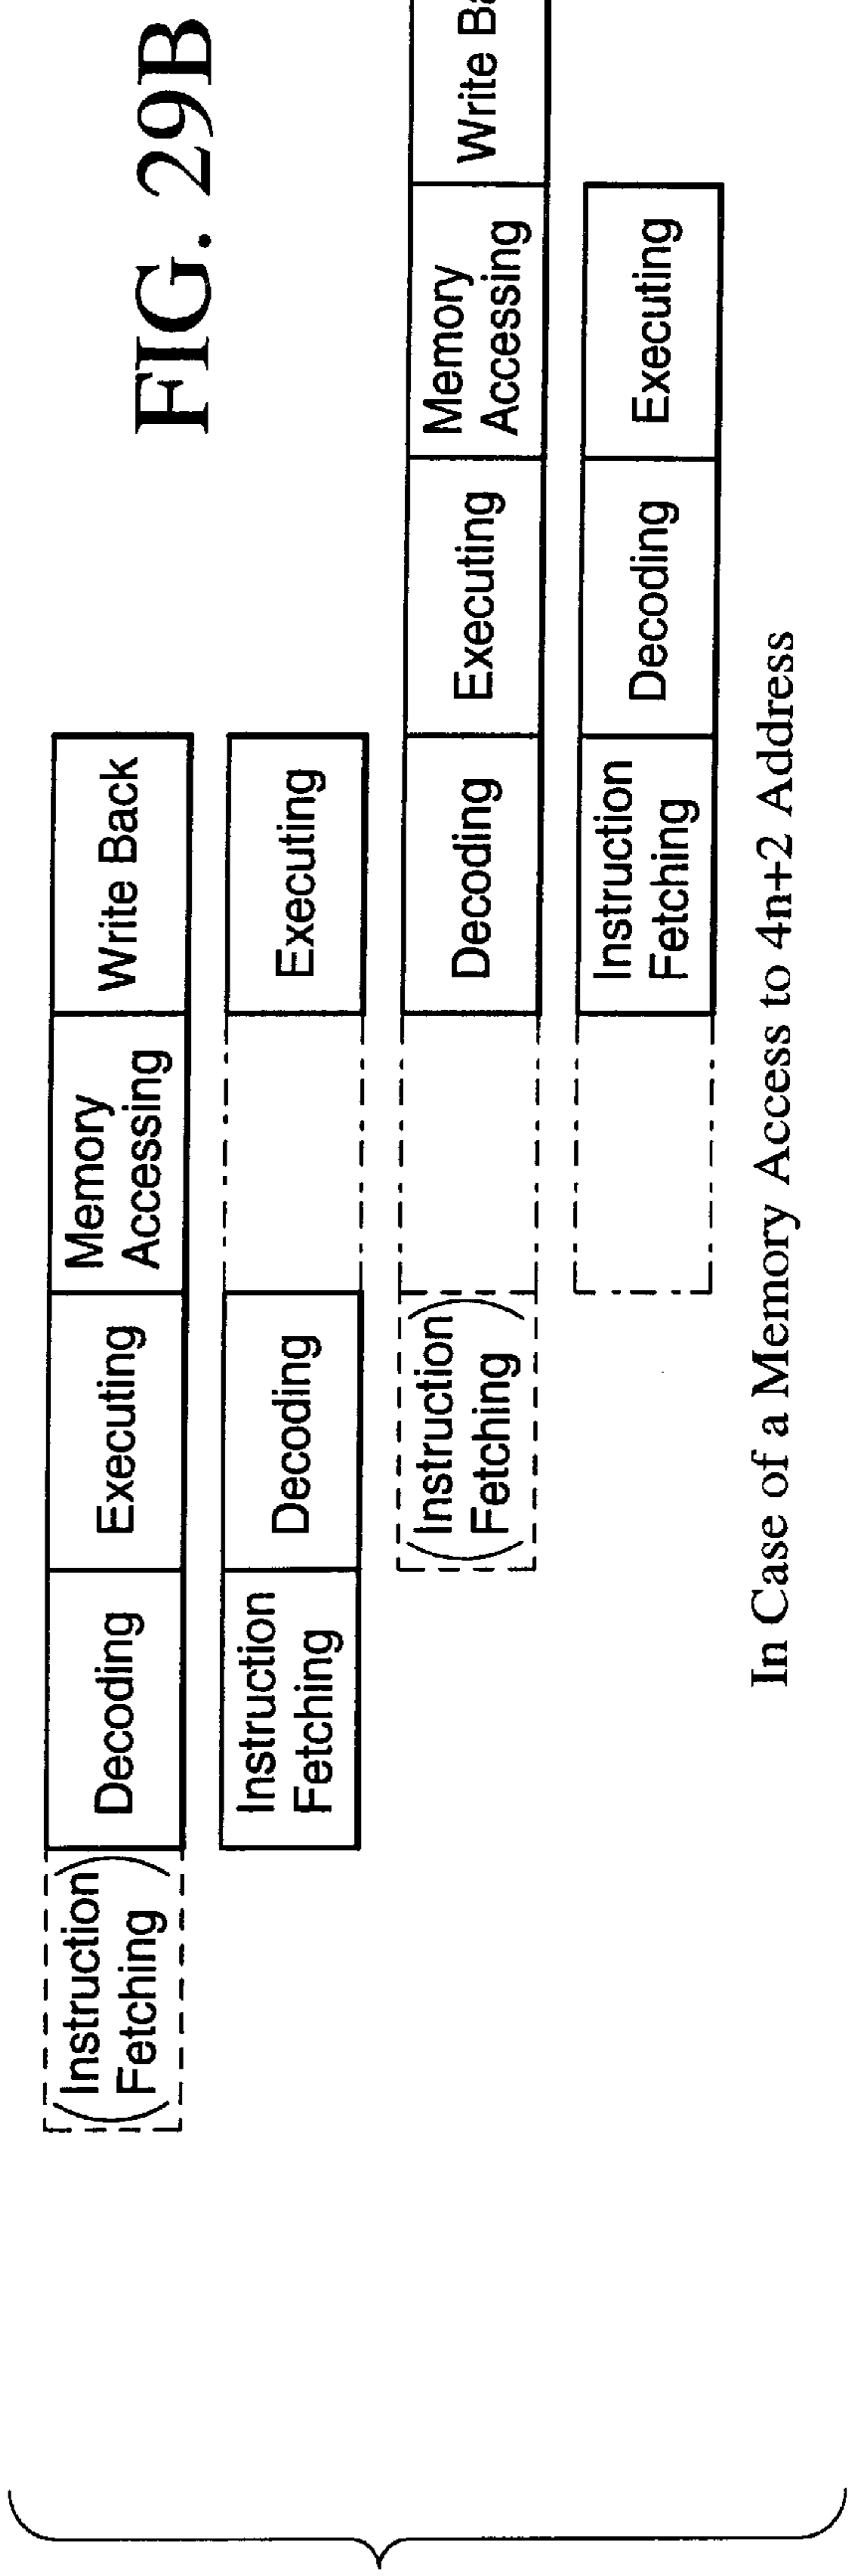 FIG. 29B
(Instruction
Fetching)
Decoding
Executing
Memory
Accessing
Write Back
Instruction
Fetching
Decoding
Executing
(Instruction
Fetching)
Decoding
Executing
Memory
Accessing
Write
Instruction
Fetching
Decoding
Executing
In Case of a Memory Access to 4n+2 Address